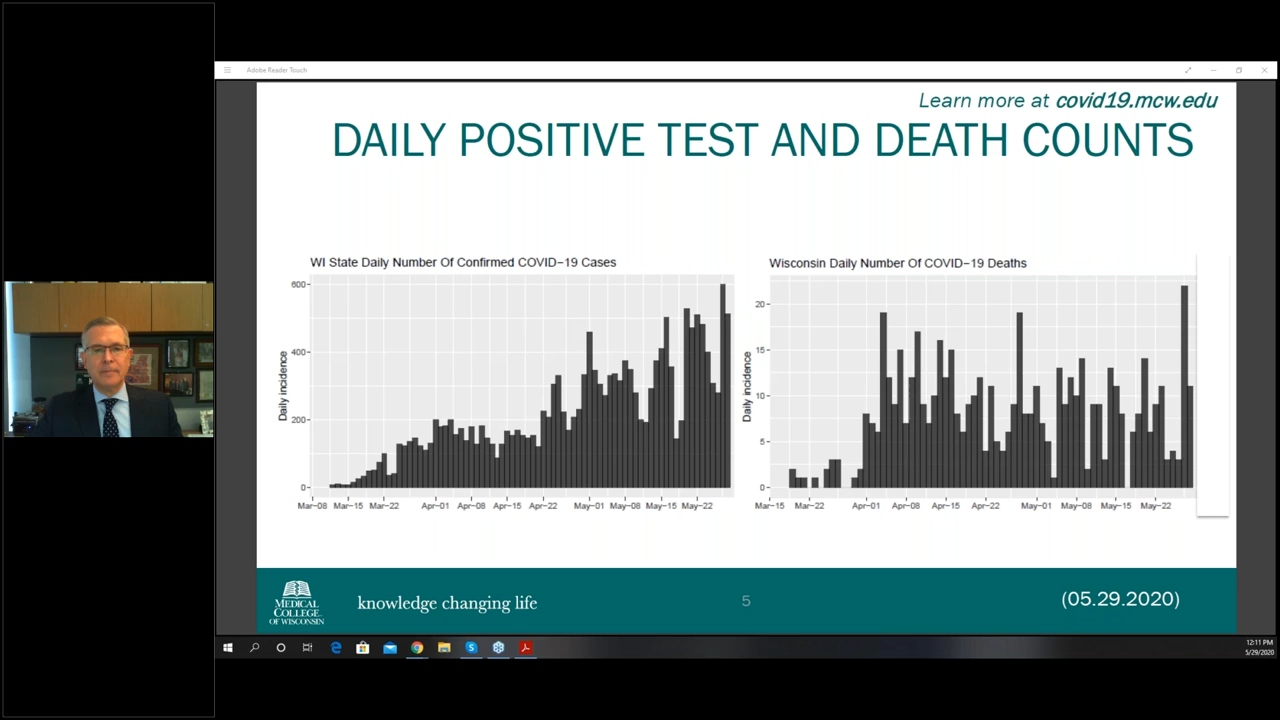 Adobe Reader Touch
Learn more at covid19.mcw.edu
DAILY POSITIVE TEST AND DEATH COUNTS
WI State Daily Number Of Confirmed COVID−19 Cases
600
400
200
0
Daily incidence
Mar−08 Mar−15 Mar−22 Apr−01 Apr−08 Apr−15 Apr−22 May−01 May−08 May−15 May−22
Wisconsin Daily Number Of COVID−19 Deaths
20
15
10
5
0
Daily incidence
Mar−15 Mar−22 Apr−01 Apr−08 Apr−15 Apr−22 May−01 May−08 May−15 May−22
MEDICAL
COLLEGE
OF WISCONSIN
knowledge changing life
5
(05.29.2020)
12:11 PM
5/29/2020